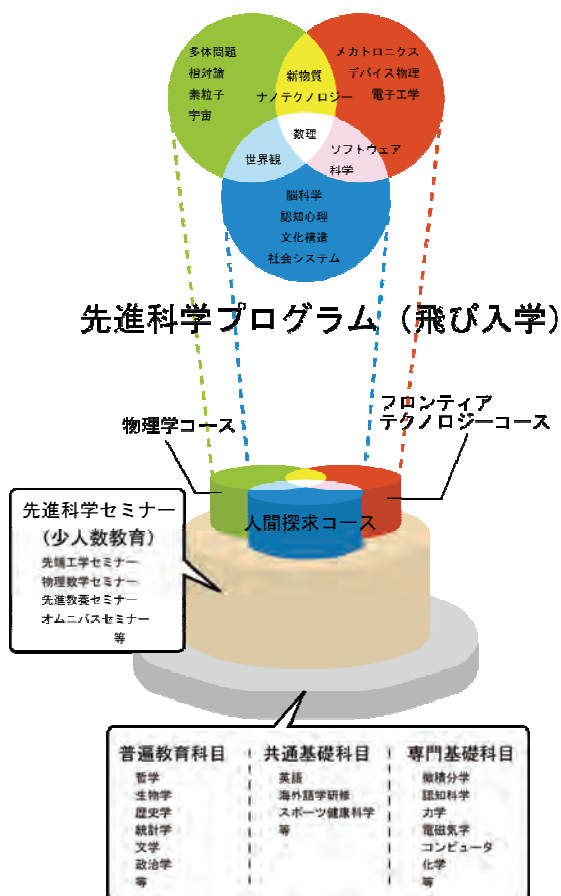 多体問題
相対論
素粒子
宇宙
新物質
ナノテクノロジー
メカトロニクス
デバイス物理
電子工学
数理
世界観
ソフトウェア
科学
脳科学
認知心理
文化構造
社会システム
先進科学プログラム（飛び入学）
物理学コース
フロンティア
テクノロジーコース
人間探求コース
先進科学セミナー
（少人数教育）
先端工学セミナー
物理数学セミナー
先進教養セミナー
オムニバスセミナー
等
普遍教育科目
哲学
生物学
歴史学
統計学
文学
政治学
等
共通基礎科目
英語
海外語学研修
スポーツ健康科学
等
専門基礎科目
微積分学
認知科学
力学
電磁気学
コンピュータ
化学
等